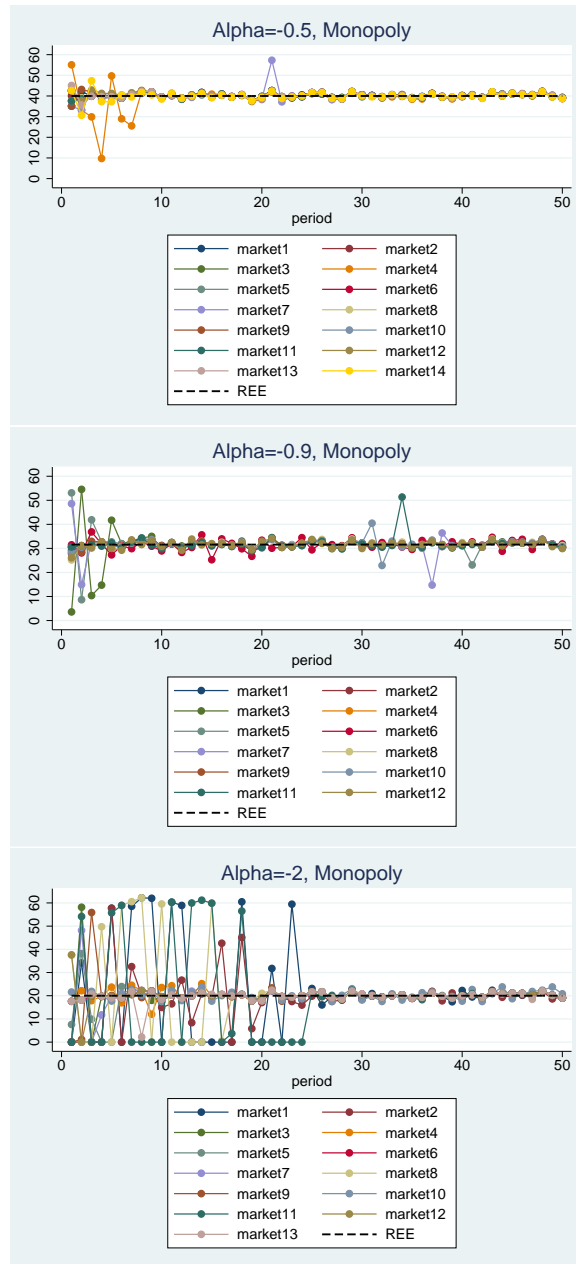 Alpha=-0.5, Monopoly
60
50
40
30
20
10
0
0 10 20 30 40 50
period
market1 market2
market3 market4
market5 market6
market7 market8
market9 market10
market11 market12
market13 market14
REE
Alpha=-0.9, Monopoly
60
50
40
30
20
10
0
0 10 20 30 40 50
period
market1 market2
market3 market4
market5 market6
market7 market8
market9 market10
market11 market12
REE
Alpha=-2, Monopoly
60
50
40
30
20
10
0
0 10 20 30 40 50
period
market1 market2
market3 market4
market5 market6
market7 market8
market9 market10
market11 market12
market13 REE